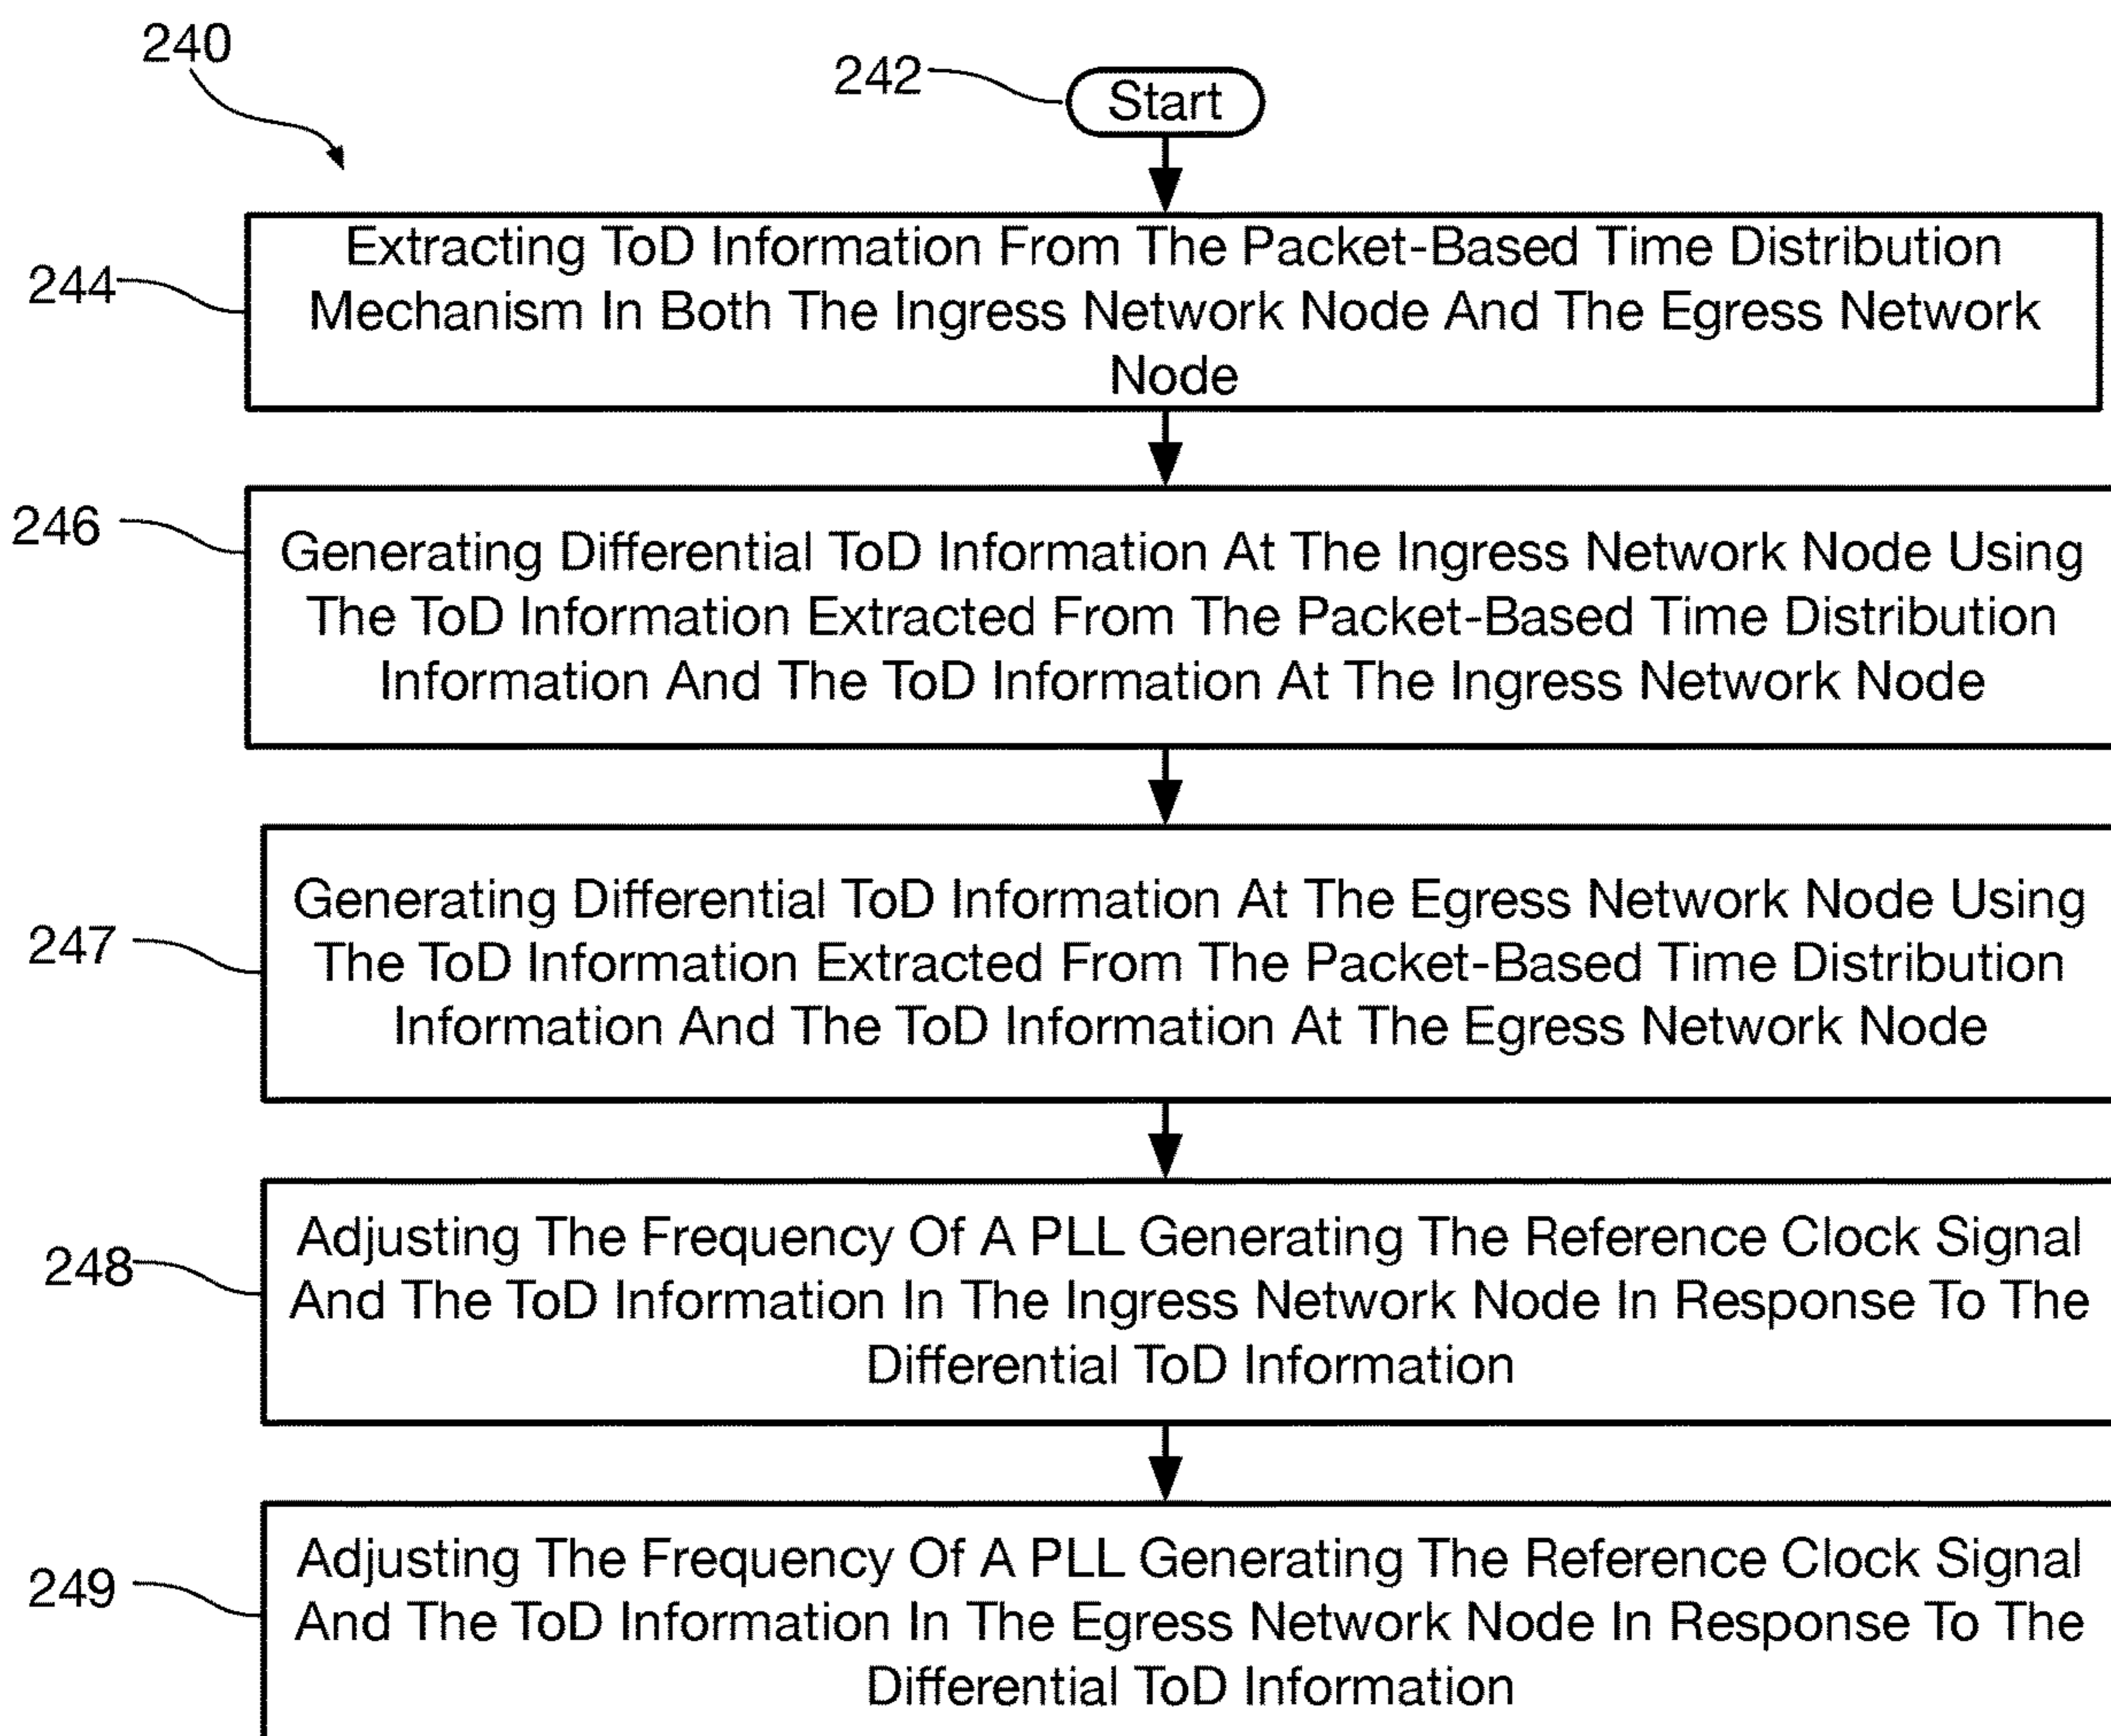 240
242
Start
244
Extracting ToD Information From The Packet-Based Time Distribution
Mechanism In Both The Ingress Network Node And The Egress Network
Node
246
Generating Differential ToD Information At The Ingress Network Node Using
The ToD Information Extracted From The Packet-Based Time Distribution
Information And The ToD Information At The Ingress Network Node
247
Generating Differential ToD Information At The Egress Network Node Using
The ToD Information Extracted From The Packet-Based Time Distribution
Information And The ToD Information At The Egress Network Node
248
Adjusting The Frequency Of A PLL Generating The Reference Clock Signal
And The ToD Information In The Ingress Network Node In Response To The
Differential ToD Information
249
Adjusting The Frequency Of A PLL Generating The Reference Clock Signal
And The ToD Information In The Egress Network Node In Response To The
Differential ToD Information